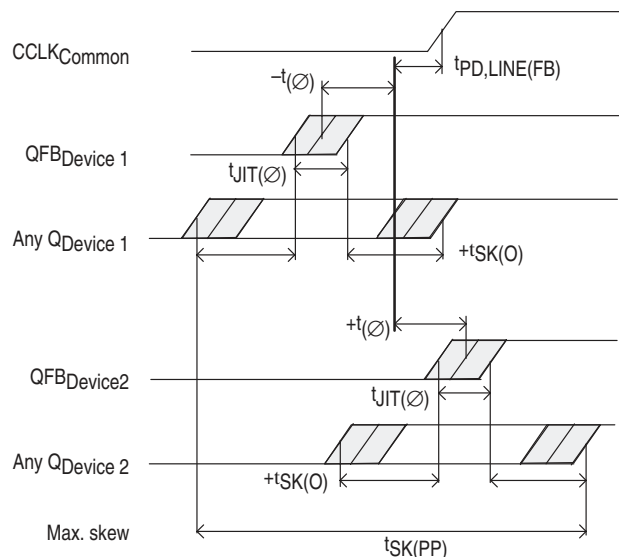 CCLKCommon
tPD,LINE(FB)
–t(∅)
QFBDevice 1
tJIT(∅)
Any QDevice 1
+tSK(O)
+t(∅)
QFBDevice2
tJIT(∅)
Any QDevice 2
+tSK(O)
Max. skew
tSK(PP)